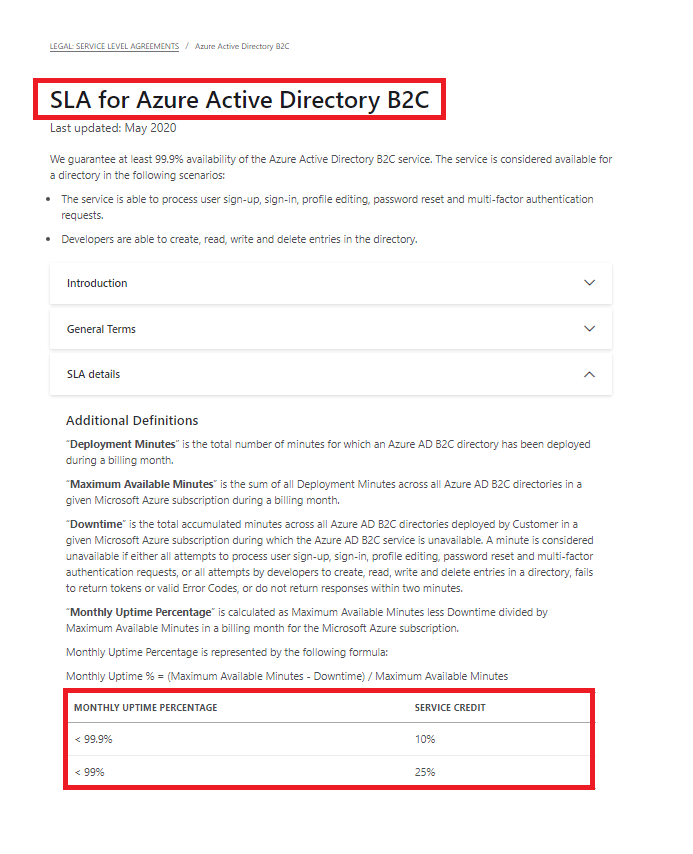 LEGAL: SERVICE LEVEL AGREEMENTS / Azure Active Directory B2C
SLA for Azure Active Directory B2C
Last updated: May 2020
We guarantee at least 99.9% availability of the Azure Active Directory B2C service. The service is considered available for
a directory in the following scenarios:
• The service is able to process user sign-up, sign-in, profile editing, password reset and multi-factor authentication
requests.
• Developers are able to create, read, write and delete entries in the directory.
Introduction
General Terms
SLA details
Additional Definitions
"Deployment Minutes" is the total number of minutes for which an Azure AD B2C directory has been deployed
during a billing month.
"Maximum Available Minutes" is the sum of all Deployment Minutes across all Azure AD B2C directories in a
given Microsoft Azure subscription during a billing month.
"Downtime" is the total accumulated minutes across all Azure AD B2C directories deployed by Customer in a
given Microsoft Azure subscription during which the Azure AD B2C service is unavailable. A minute is considered
unavailable if either all attempts to process user sign-up, sign-in, profile editing, password reset and multi-factor
authentication requests, or all attempts by developers to create, read, write and delete entries in a directory, fails
to return tokens or valid Error Codes, or do not return responses within two minutes.
"Monthly Uptime Percentage" is calculated as Maximum Available Minutes less Downtime divided by
Maximum Available Minutes in a billing month for the Microsoft Azure subscription.
Monthly Uptime Percentage is represented by the following formula:
Monthly Uptime % = (Maximum Available Minutes - Downtime) / Maximum Available Minutes
MONTHLY UPTIME PERCENTAGE SERVICE CREDIT
< 99.9% 10%
< 99% 25%